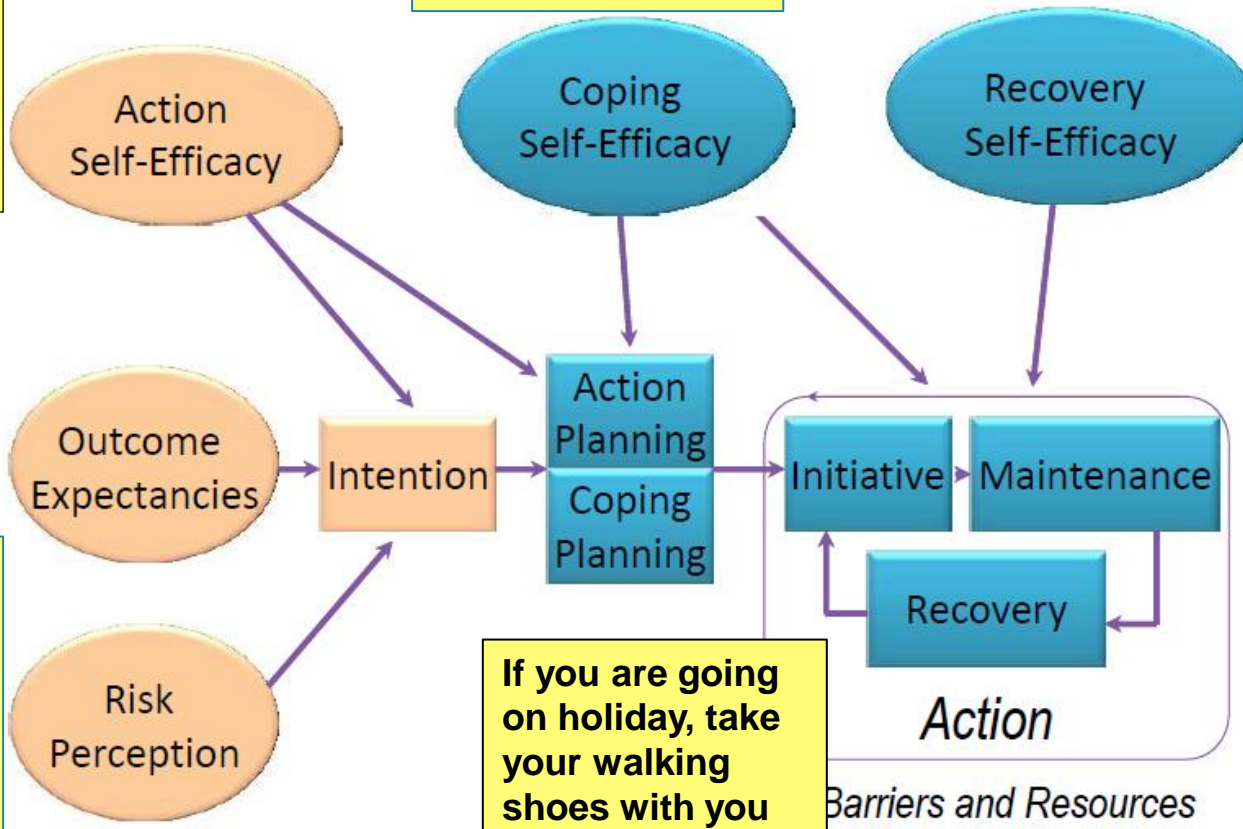 Action
Self-Efficacy
Coping
Self-Efficacy
Recovery
Self-Efficacy
Outcome
Expectancies
Intention
Action
Planning
Coping
Planning
Initiative
Maintenance
Recovery
Risk
Perception
If you are going
on holiday, take
your walking
shoes with you
Action
Barriers and Resources